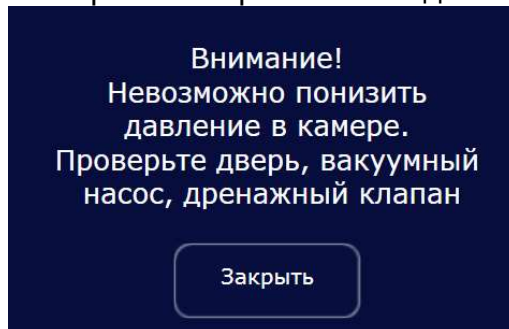 Внимание!
Невозможно понизить
давление в камере.
Проверьте дверь, вакуумный
насос, дренажный клапан
Закрыть